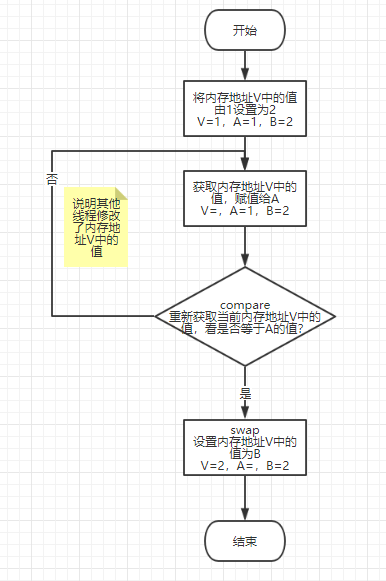 开始
将内存地址V中的值
由1设置为2
V=1，A=1，B=2
否
说明其他
线程修改
了内存地
址V中的
值
获取内存地址V中的
值，赋值给A
V=，A=1，B=2
compare
重新获取当前内存地址V中的
值，看是否等于A的值？
是
swap
设置内存地址V中的
值为B
V=2，A=，B=2
结束